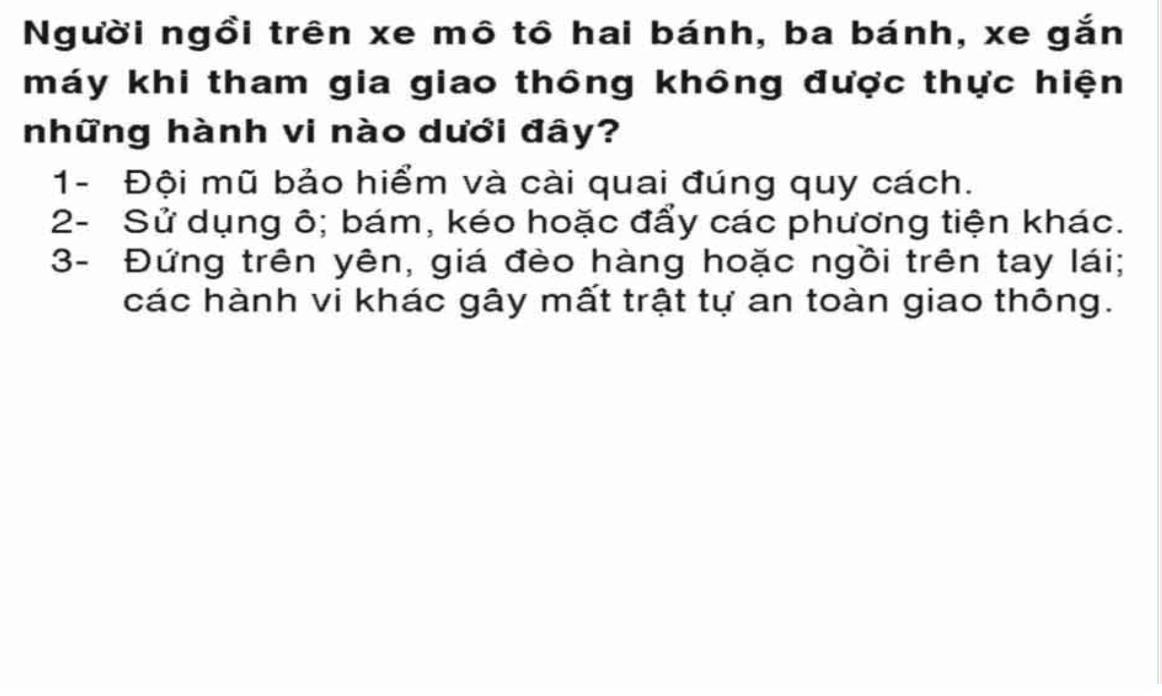 Người ngồi trên xe mô tô hai bánh, ba bánh, xe gắn
máy khi tham gia giao thông không được thực hiện
những hành vi nào dưới đây?
1- Đội mũ bảo hiểm và cài quai đúng quy cách.
2- Sử dụng ô; bám, kéo hoặc đẩy các phương tiện khác.
3- Đứng trên yên, giá đèo hàng hoặc ngồi trên tay lái;
các hành vi khác gây mất trật tự an toàn giao thông.